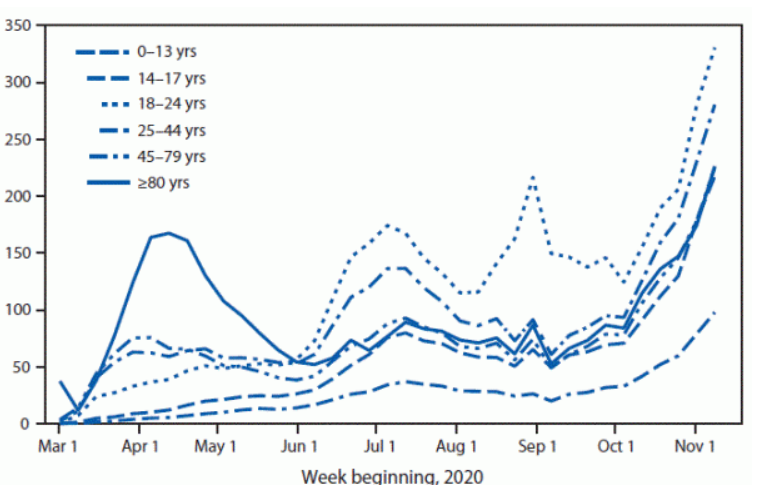 350
300
250
200
150
100
50
0
0–13 yrs
14–17 yrs
18–24 yrs
25–44 yrs
45–79 yrs
≥80 yrs
Mar 1 Apr 1 May 1 Jun 1 Jul 1 Aug 1 Sep 1 Oct 1 Nov 1
Week beginning, 2020